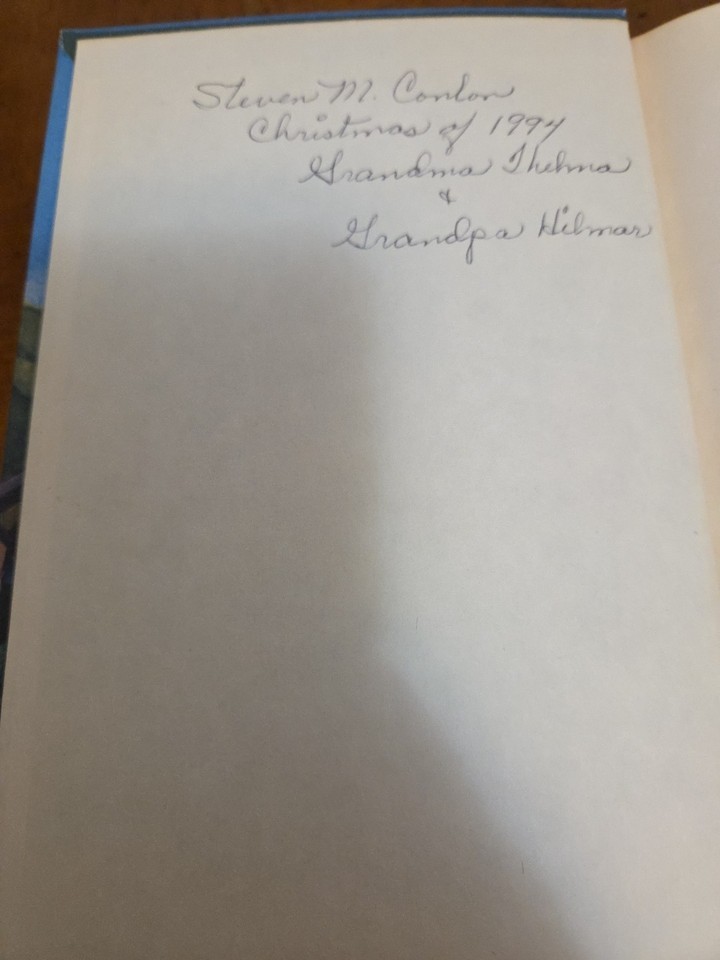 Steven M. Conlon
Christmas of 1994
Grandma Thelma
&
Grandpa Hilmar